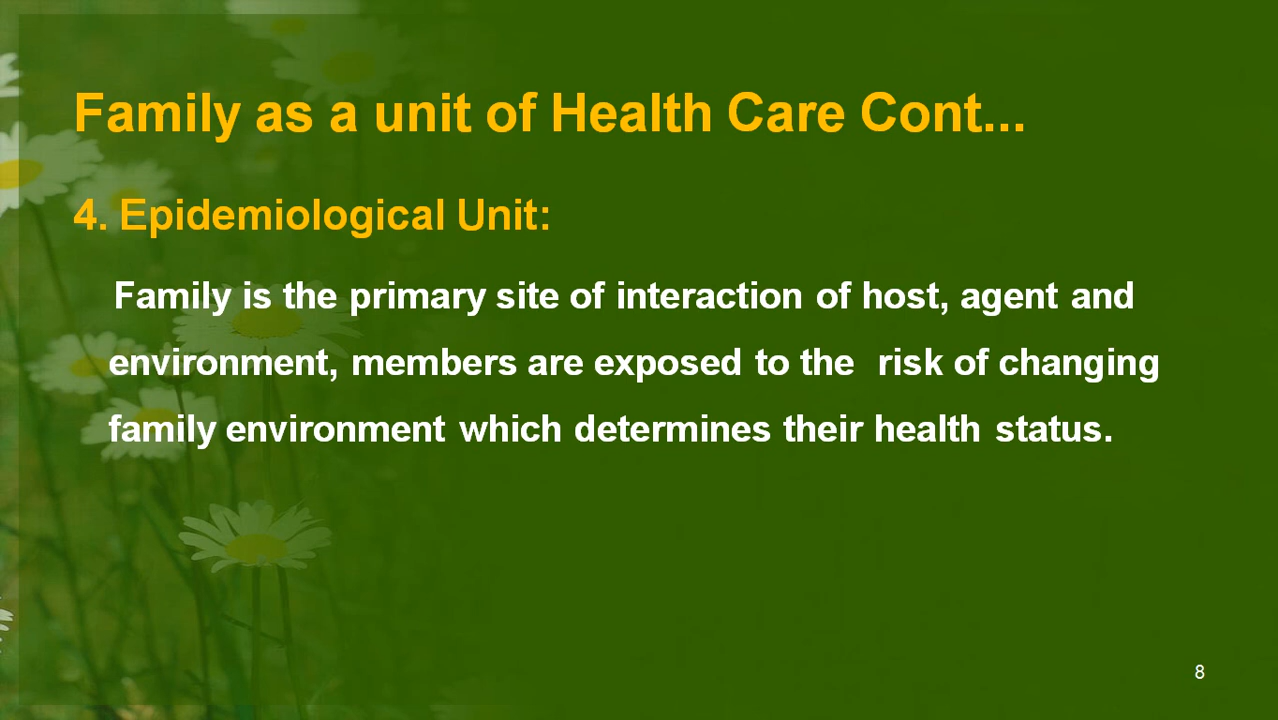 Family as a unit of Health Care Cont...
4. Epidemiological Unit:
Family is the primary site of interaction of host, agent and
environment, members are exposed to the  risk of changing
family environment which determines their health status.
8